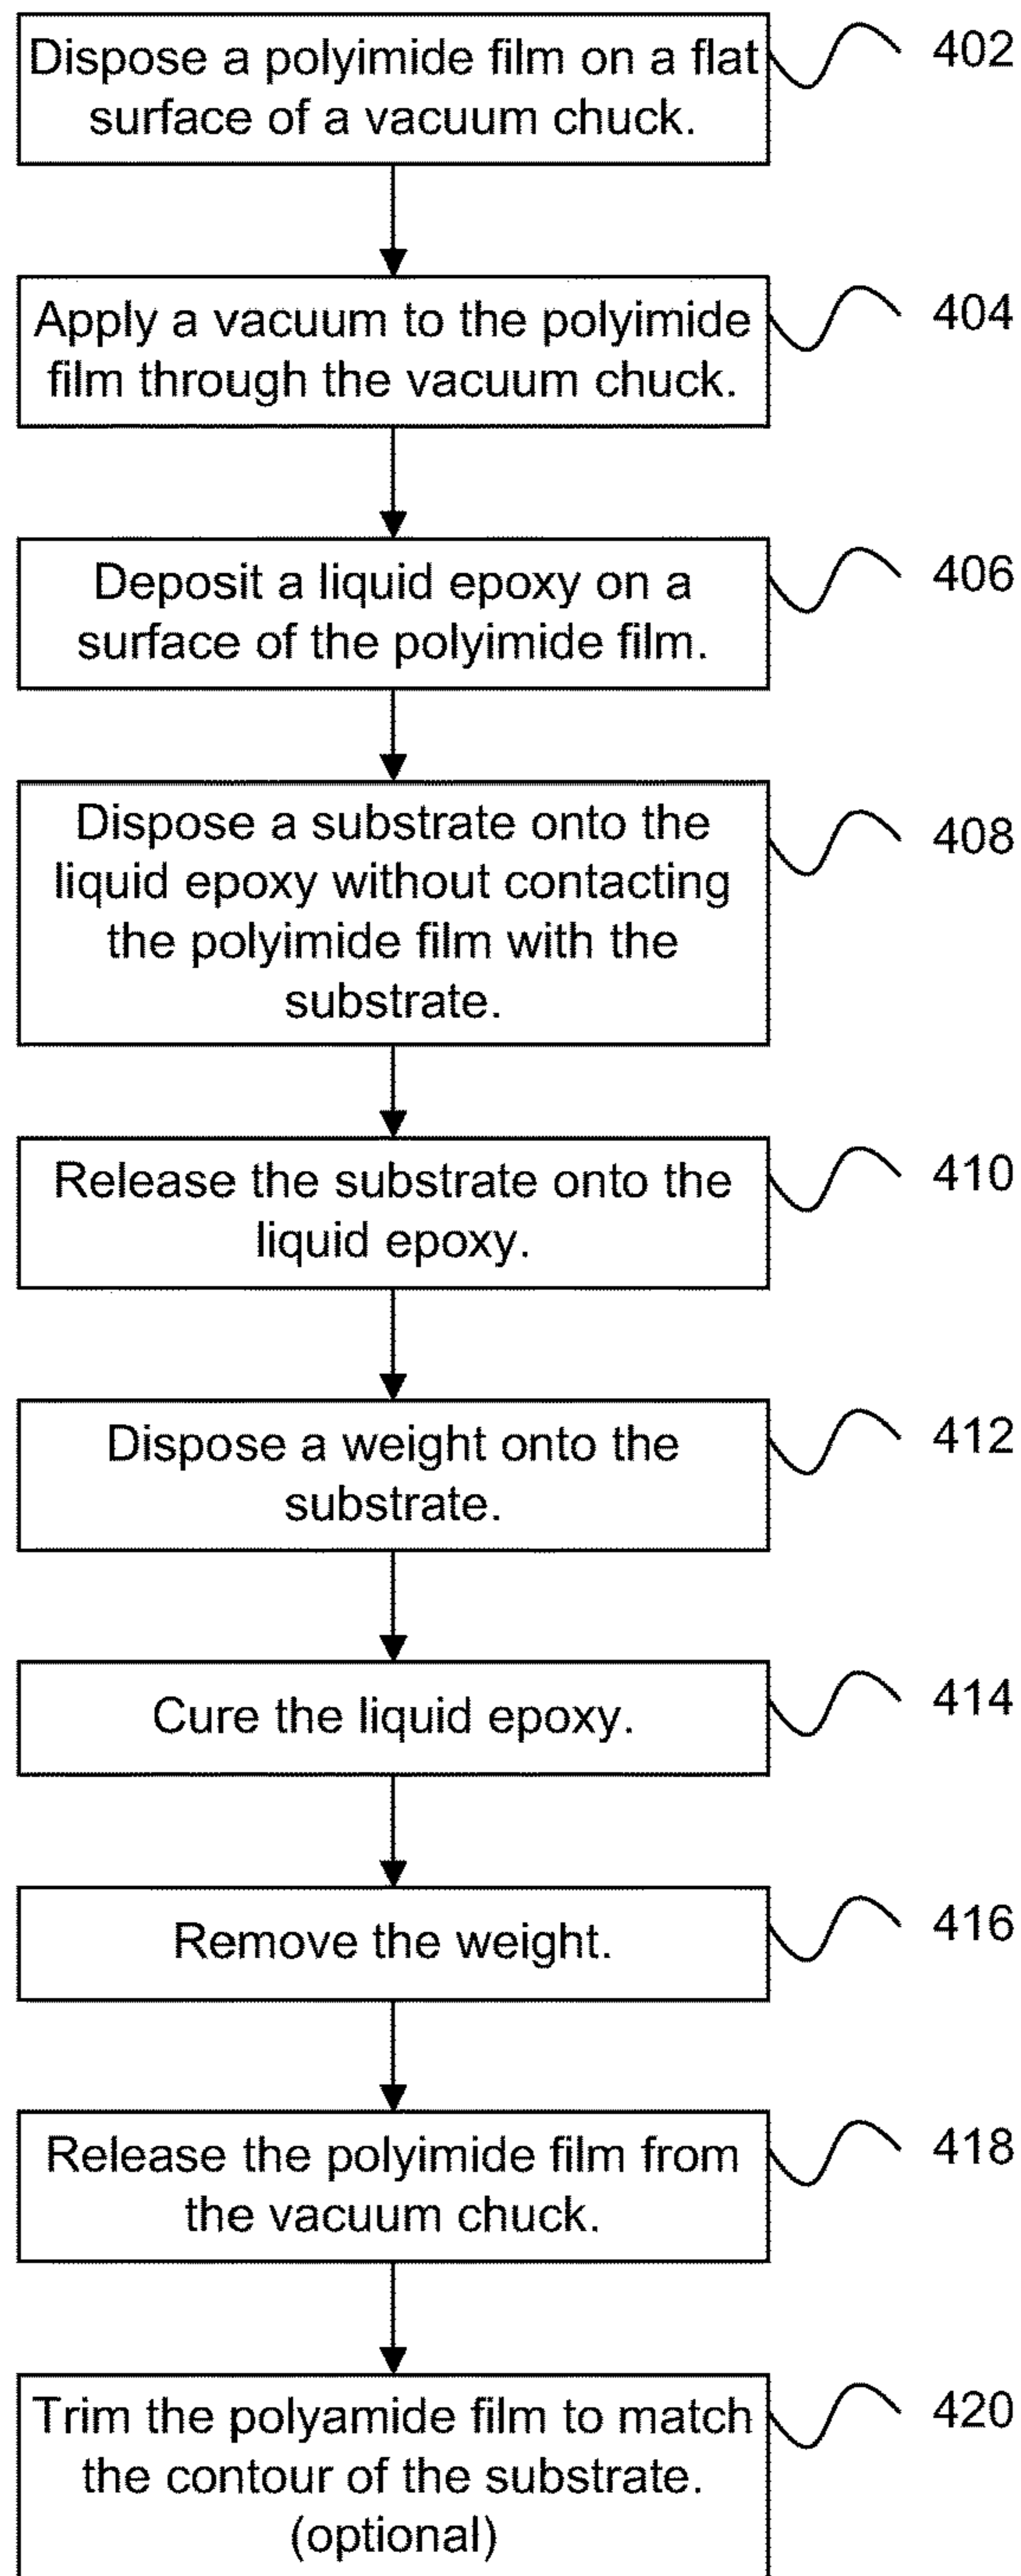 Dispose a polyimide film on a flat
surface of a vacuum chuck.
402
Apply a vacuum to the polyimide
film through the vacuum chuck.
404
Deposit a liquid epoxy on a
surface of the polyimide film.
406
Dispose a substrate onto the
liquid epoxy without contacting
the polyimide film with the
substrate.
408
Release the substrate onto the
liquid epoxy.
410
Dispose a weight onto the
substrate.
412
Cure the liquid epoxy.
414
Remove the weight.
416
Release the polyimide film from
the vacuum chuck.
418
Trim the polyamide film to match
the contour of the substrate.
(optional)
420